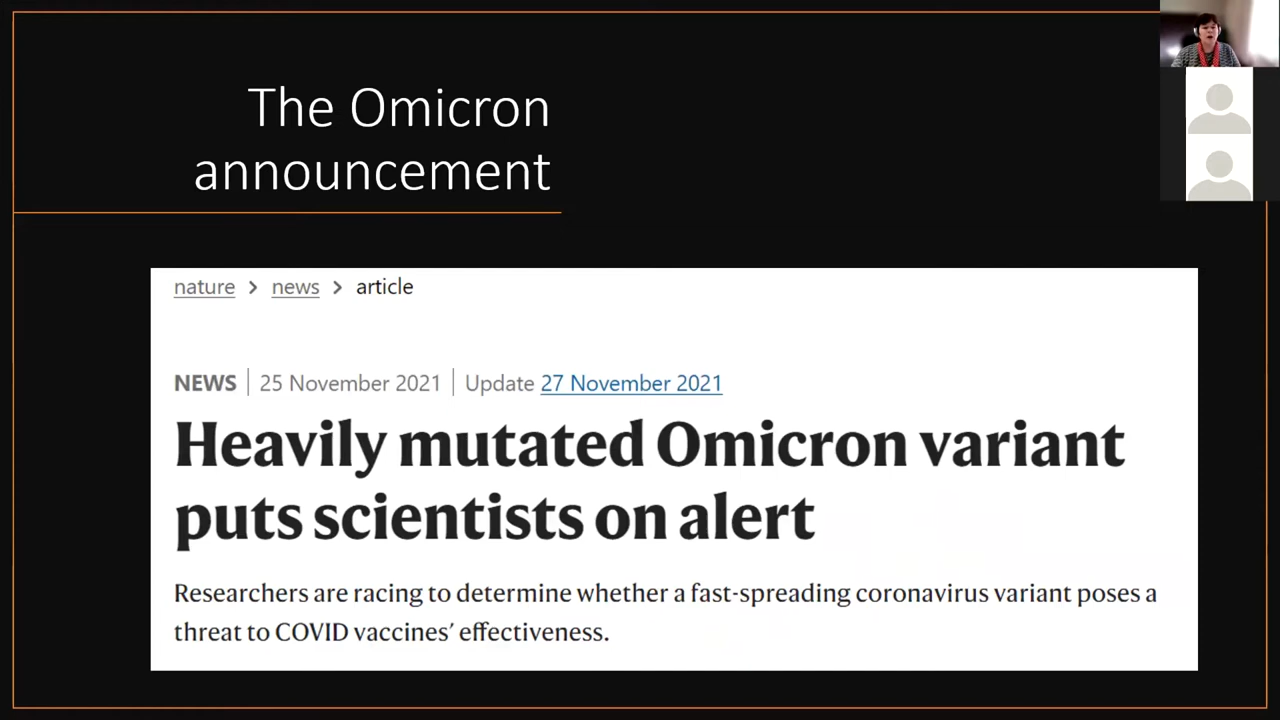 The Omicron
announcement
nature > news > article
NEWS | 25 November 2021 | Update 27 November 2021
Heavily mutated Omicron variant
puts scientists on alert
Researchers are racing to determine whether a fast-spreading coronavirus variant poses a
threat to COVID vaccines’ effectiveness.